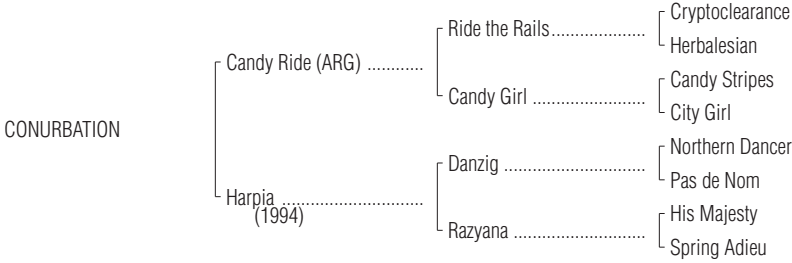 Cryptoclearance
Ride the Rails....................
Herbalesian
Candy Ride (ARG) ............
Candy Stripes
Candy Girl ........................
City Girl
CONURBATION
Northern Dancer
Danzig ..............................
Pas de Nom
Harpia ..............................
(1994)
His Majesty
Razyana ............................
Spring Adieu